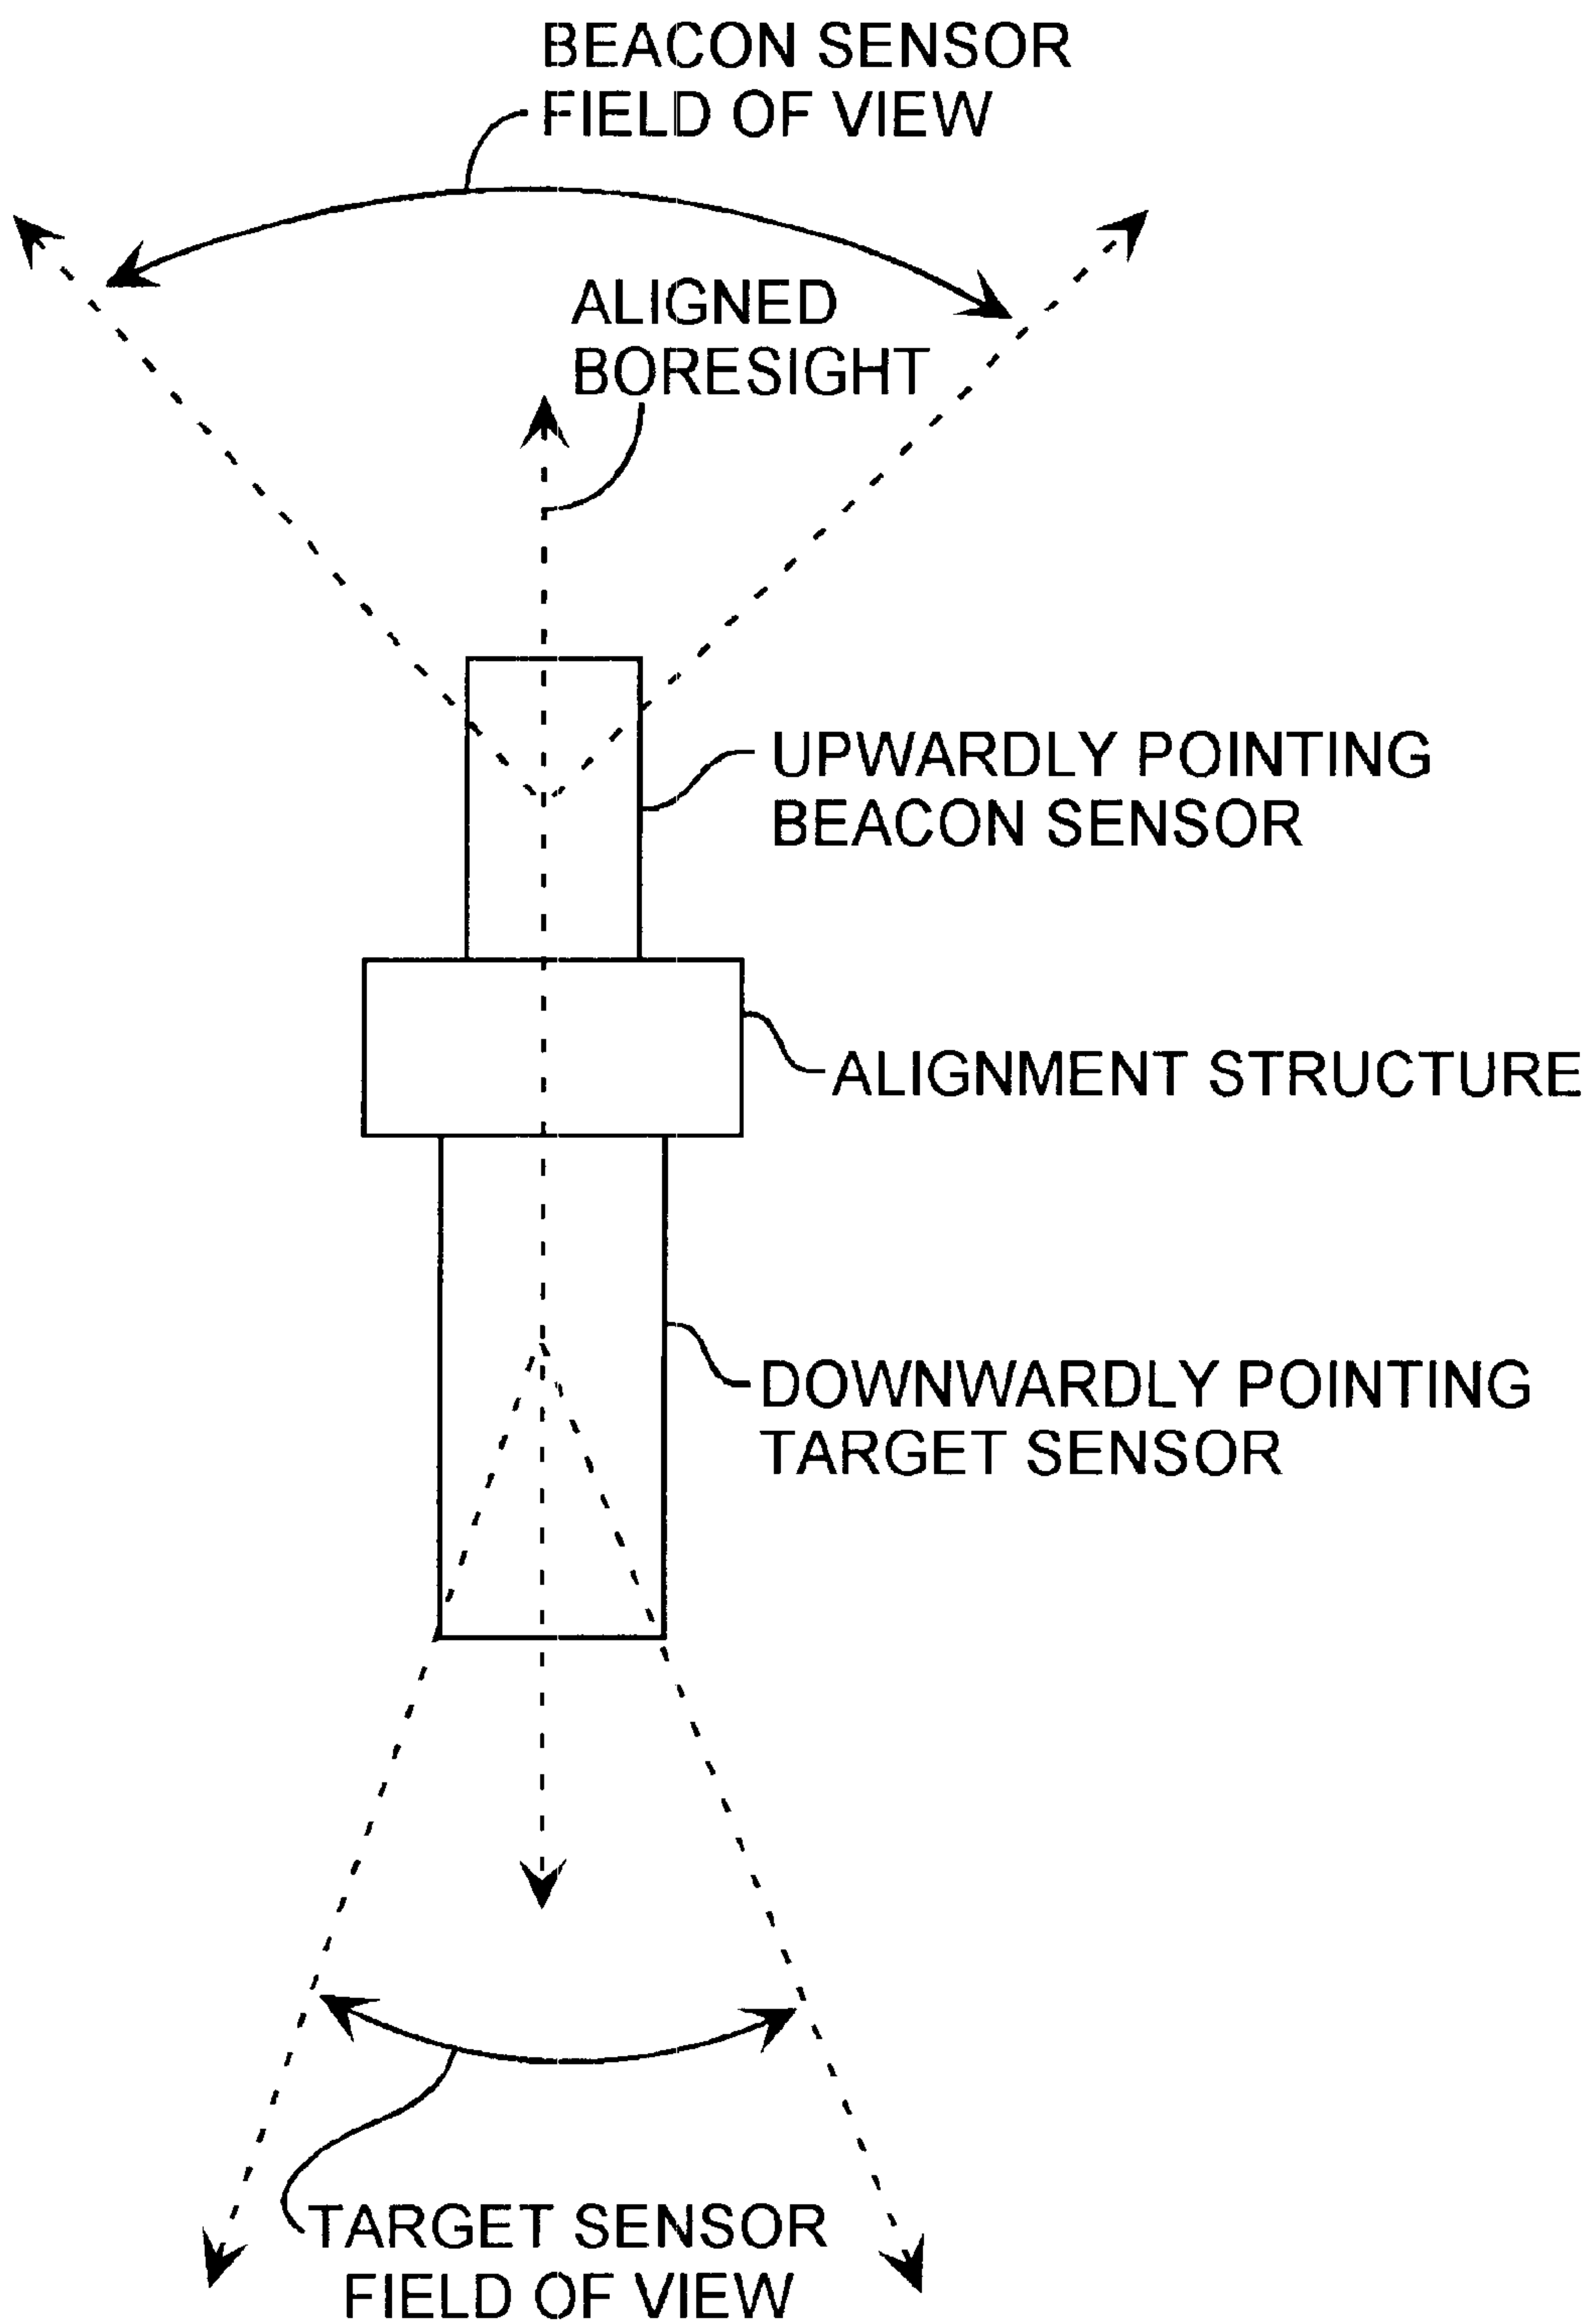 BEACON SENSOR
FIELD OF VIEW
ALIGNED
BORESIGHT
UPWARDLY POINTING
BEACON SENSOR
ALIGNMENT STRUCTURE
DOWNWARDLY POINTING
TARGET SENSOR
TARGET SENSOR
FIELD OF VIEW